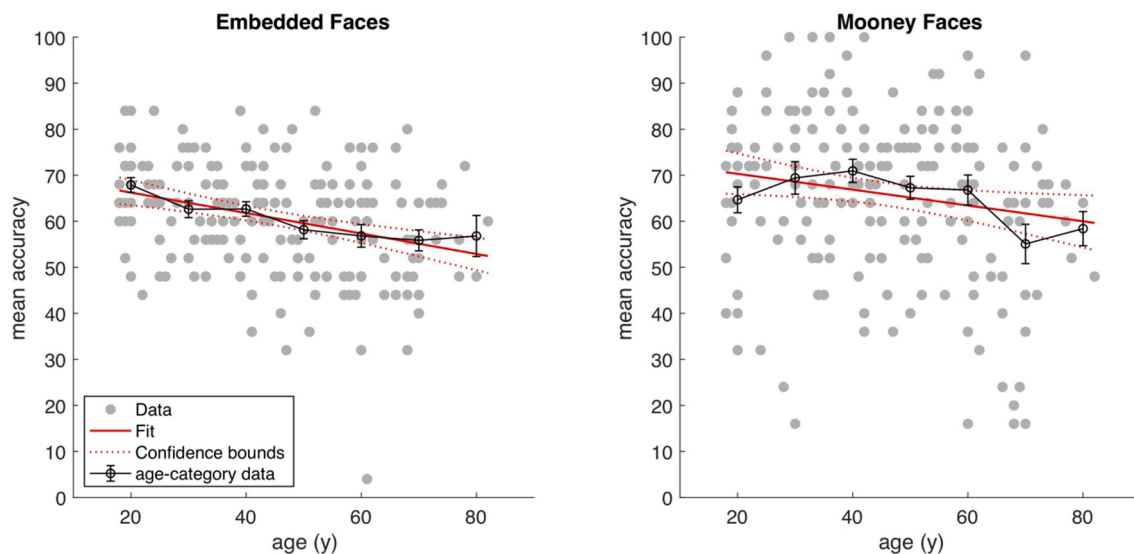 Embedded Faces
100
90
80
70
60
50
40
30
20
10
0
mean accuracy
20 40 60 80
age (y)
Data
Fit
Confidence bounds
age-category data
Mooney Faces
100
90
80
70
60
50
40
30
20
10
0
mean accuracy
20 40 60 80
age (y)